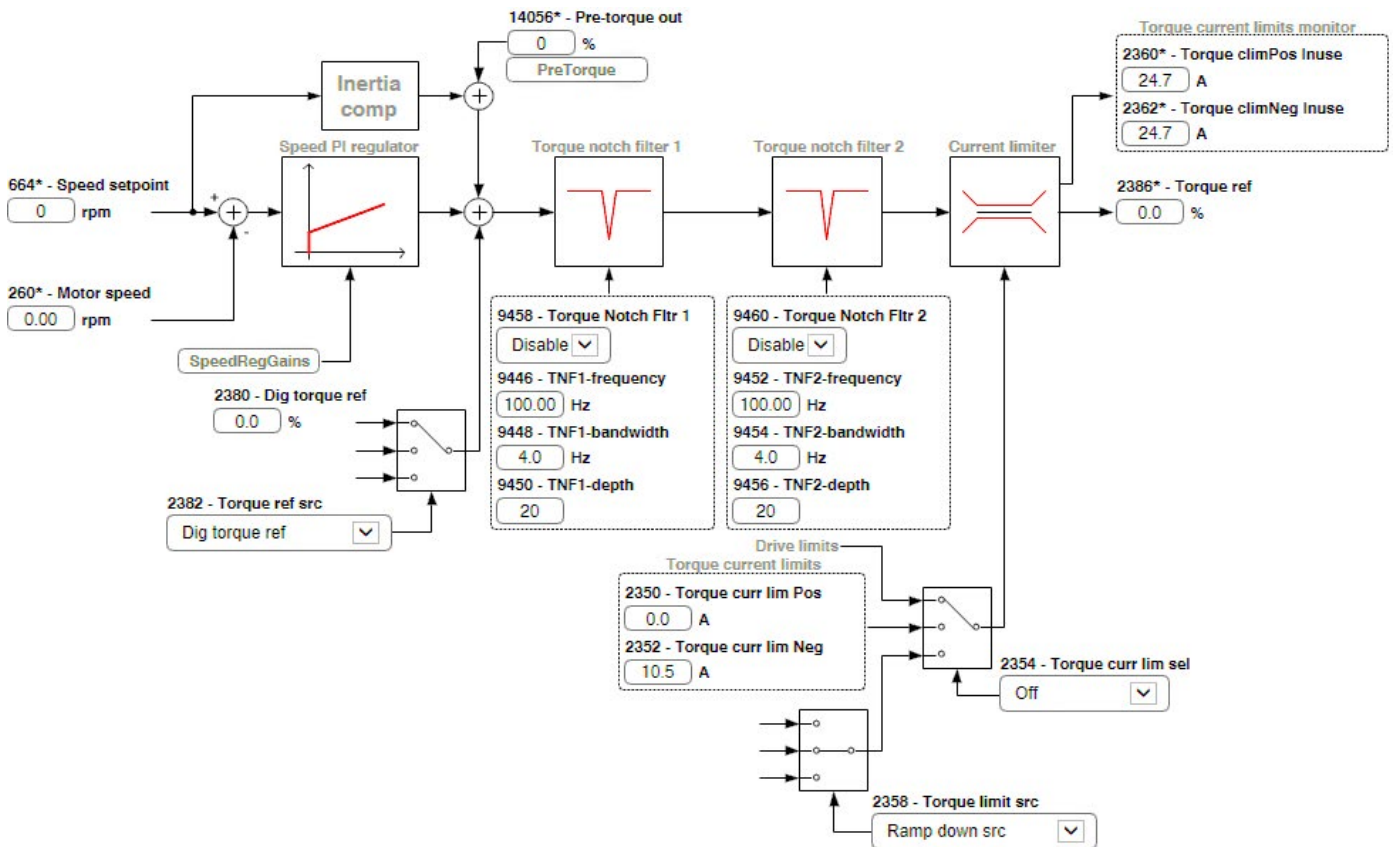 14056* - Pre-torque out
0 %
PreTorque
Torque current limits monitor
2360* - Torque climPos Inuse
24.7 A
2362* - Torque climNeg Inuse
24.7 A
Inertia
comp
+
Speed PI regulator
Torque notch filter 1
Torque notch filter 2
Current limiter
664* - Speed setpoint
0 rpm
+
+
-
+
2386* - Torque ref
0.0 %
260* - Motor speed
0.00 rpm
SpeedRegGains
2380 - Dig torque ref
0.0 %
2382 - Torque ref src
Dig torque ref
9458 - Torque Notch Fltr 1
Disable
9446 - TNF1-frequency
100.00 Hz
9448 - TNF1-bandwidth
4.0 Hz
9450 - TNF1-depth
20
9460 - Torque Notch Fltr 2
Disable
9452 - TNF2-frequency
100.00 Hz
9454 - TNF2-bandwidth
4.0 Hz
9456 - TNF2-depth
20
Drive limits
Torque current limits
2350 - Torque curr lim Pos
0.0 A
2352 - Torque curr lim Neg
10.5 A
2354 - Torque curr lim sel
Off
2358 - Torque limit src
Ramp down src